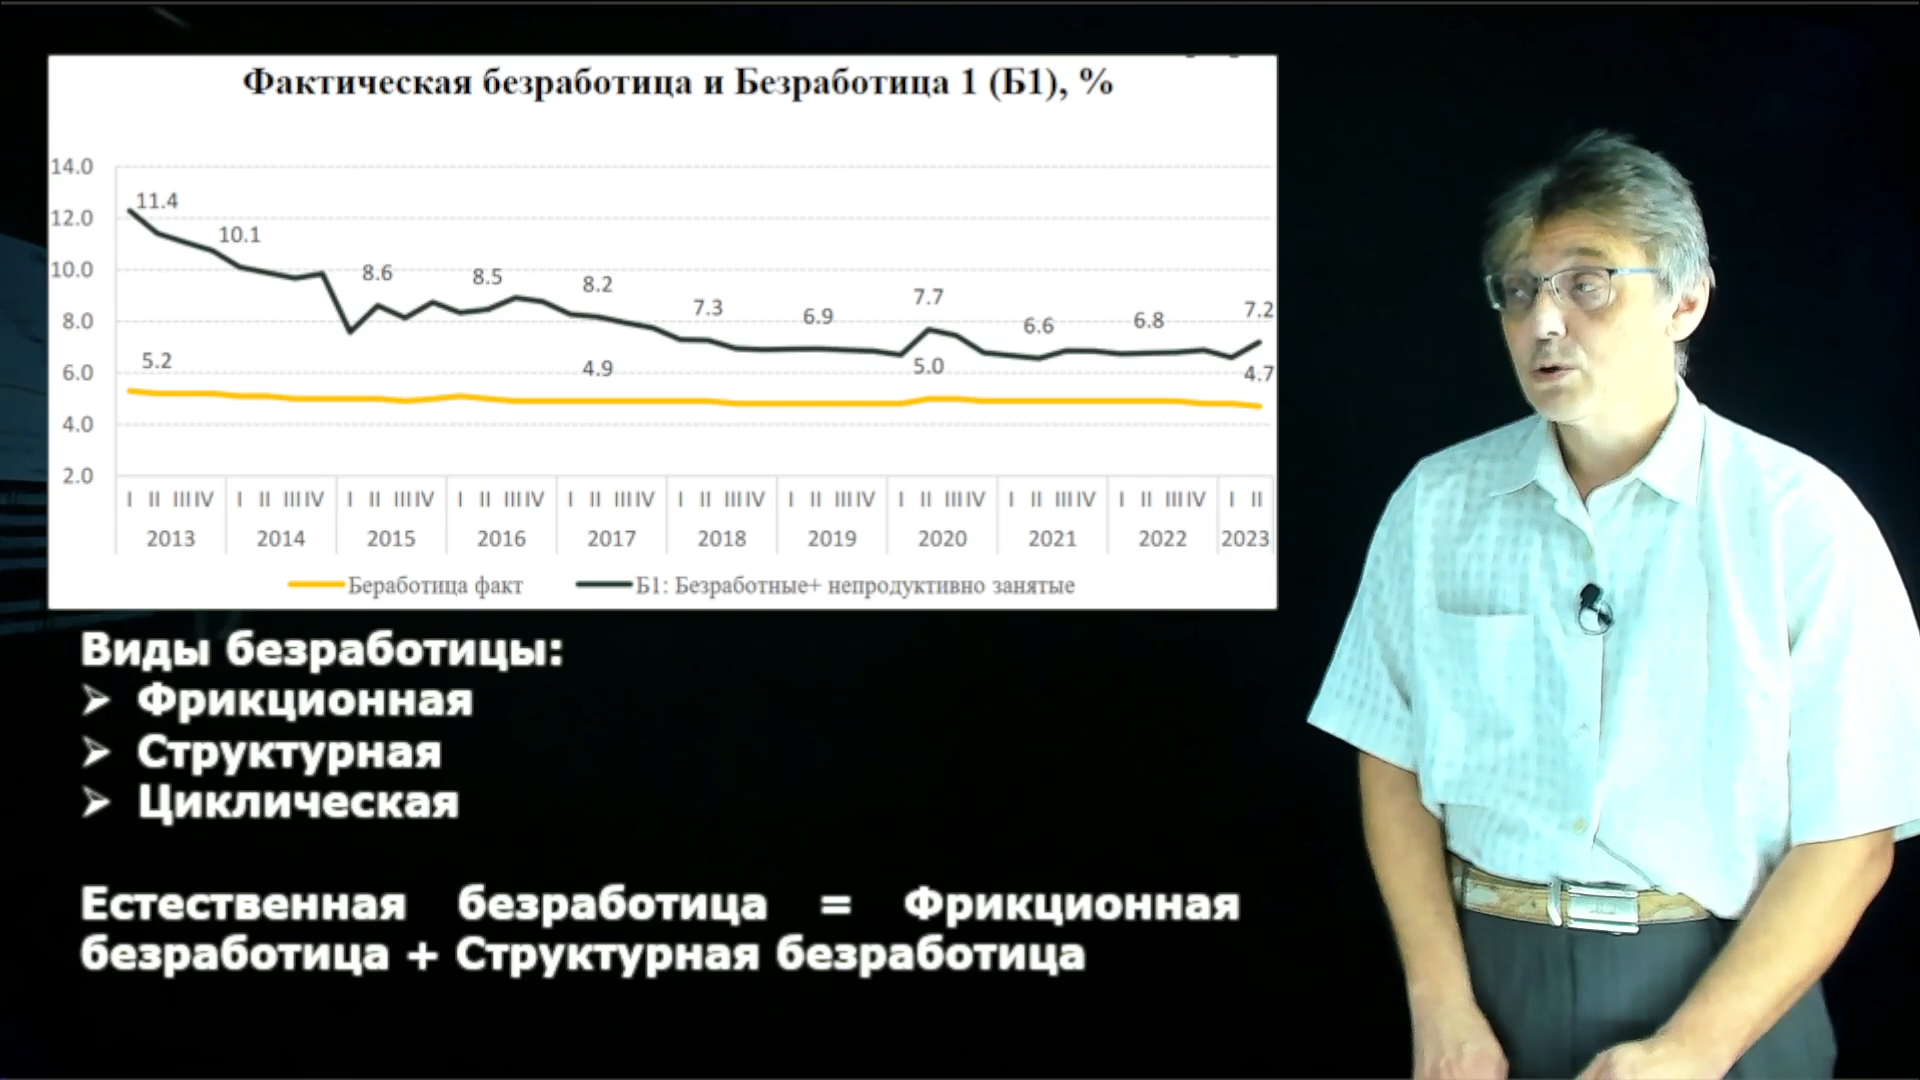 Фактическая безработица и Безработица 1 (Б1), %
14.0
12.0
10.0
8.0
6.0
4.0
2.0
11.4
10.1
8.6
8.5
8.2
7.3
6.9
7.7
6.6
6.8
7.2
5.2
4.9
5.0
4.7
I II III IV I II III IV I II III IV I II III IV I II III IV I II III IV I II III IV I II III IV I II III IV I II III IV I II
2013 2014 2015 2016 2017 2018 2019 2020 2021 2022 2023
Беработица факт Б1: Безработные+ непродуктивно занятые
Виды безработицы:
➢ Фрикционная
➢ Структурная
➢ Циклическая
Естественная безработица = Фрикционная
безработица + Структурная безработица